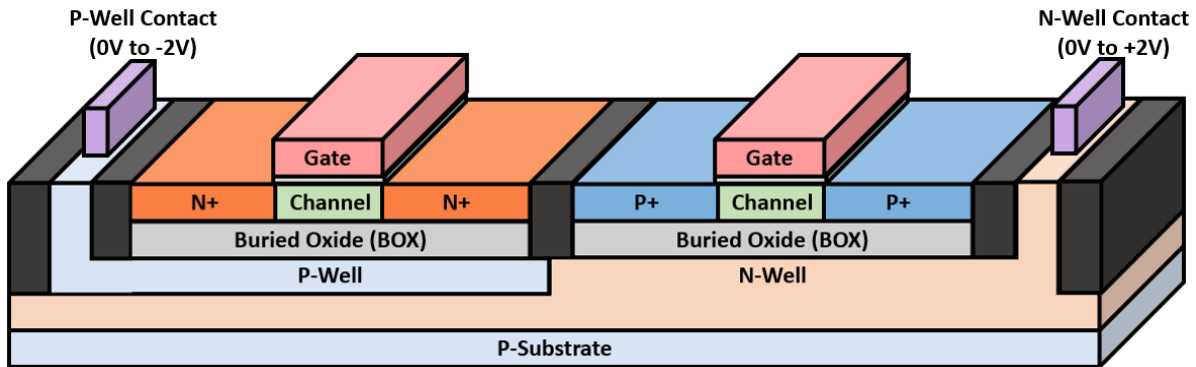 P-Well Contact
(0V to -2V)
N-Well Contact
(0V to +2V)
Gate
Gate
N+
Channel
N+
P+
Channel
P+
Buried Oxide (BOX)
Buried Oxide (BOX)
P-Well
N-Well
P-Substrate